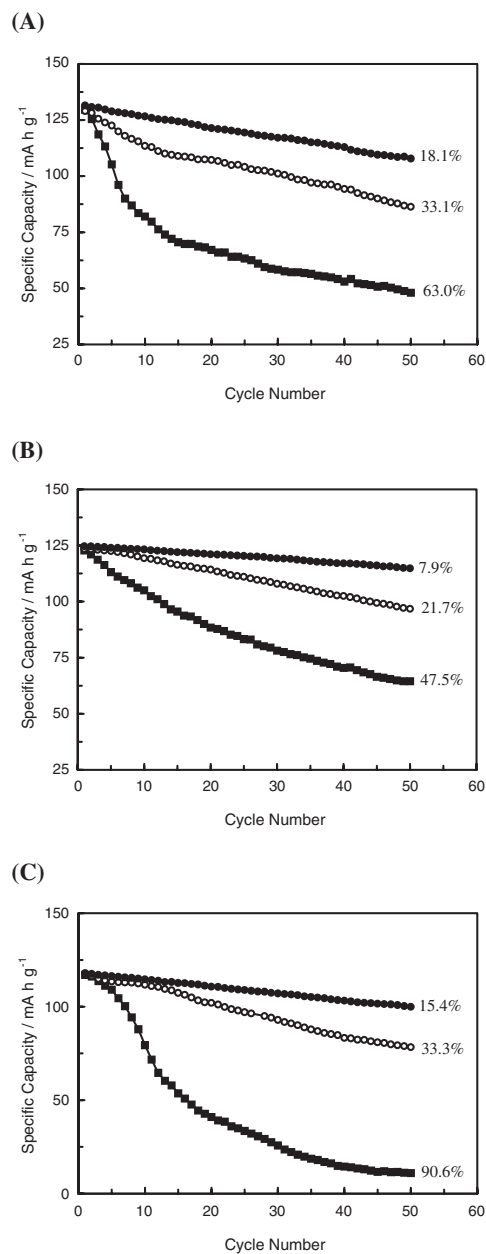 (A)
150
125
100
75
50
25
Specific Capacity / mA h g⁻¹
18.1%
33.1%
63.0%
0 10 20 30 40 50 60
Cycle Number
(B)
150
125
100
75
50
25
Specific Capacity / mA h g⁻¹
7.9%
21.7%
47.5%
0 10 20 30 40 50 60
Cycle Number
(C)
150
100
50
0
Specific Capacity / mA h g⁻¹
15.4%
33.3%
90.6%
0 10 20 30 40 50 60
Cycle Number